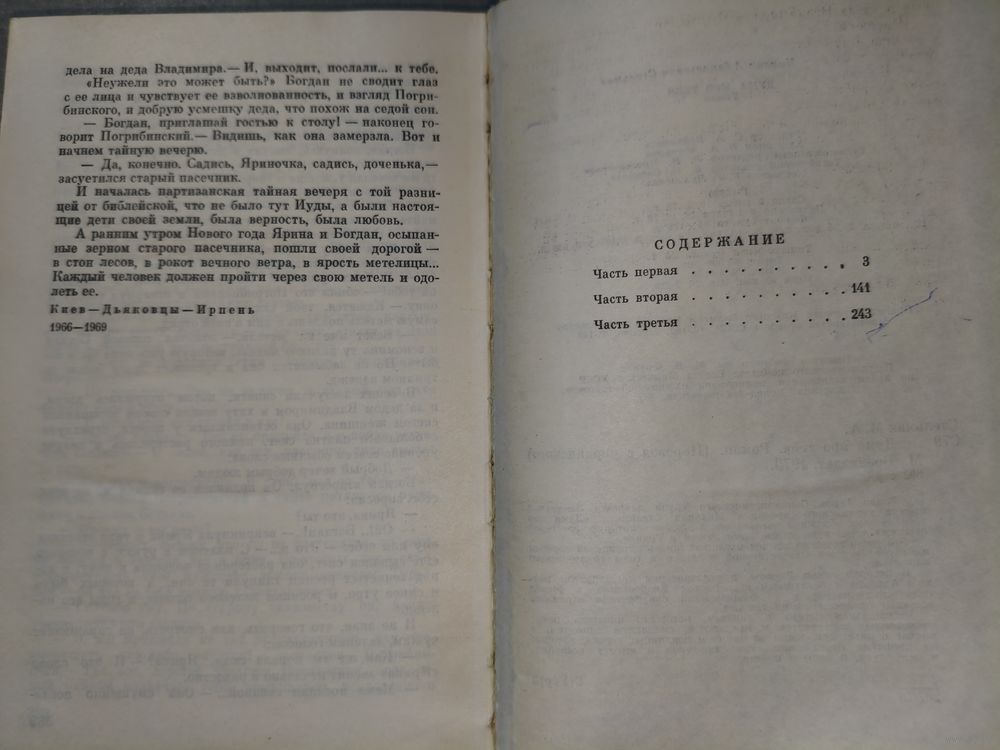 дела на деда Владимира.— И, выходит, послали... к тебе.
«Неужели это может быть?» Богдан не сводит глаз
с ее лица и чувствует ее взволнованность, и взгляд Погри-
бинского, и добрую усмешку деда, что похож на седой сон.
— Богдан, приглашай гостью к столу! — наконец го-
ворит Погрибинский.— Видишь, как она замерзла. Вот и
начнем тайную вечерю.
— Да, конечно. Садись, Яриночка, садись, доченька,—
засуетился старый пасечник.
И началась партизанская тайная вечеря с той разни-
цей от библейской, что не было тут Иуды, а были настоя-
щие дети своей земли, была верность, была любовь.
А ранним утром Нового года Ярина и Богдан, осыпан-
ные зерном старого пасечника, пошли своей дорогой —
в стон лесов, в рокот вечного ветра, в ярость метелицы...
Каждый человек должен пройти через свою метель и одо-
леть ее.
Киев — Дьяковцы — Ирпень
1966—1969
СОДЕРЖАНИЕ
Часть первая . . . . . . . . . . 3
Часть вторая . . . . . . . . . . 141
Часть третья . . . . . . . . . . 243